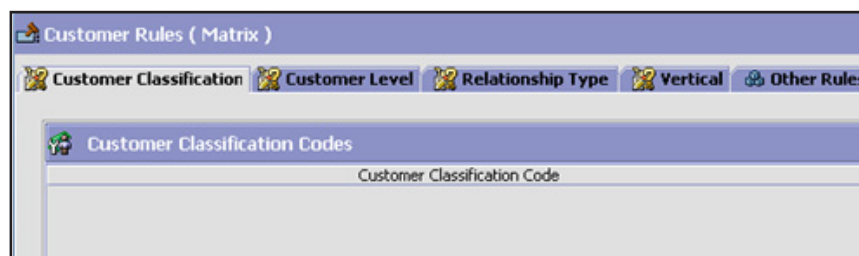 Customer Rules ( Matrix )
Customer Classification Customer Level Relationship Type Vertical Other Rules
Customer Classification Codes
Customer Classification Code